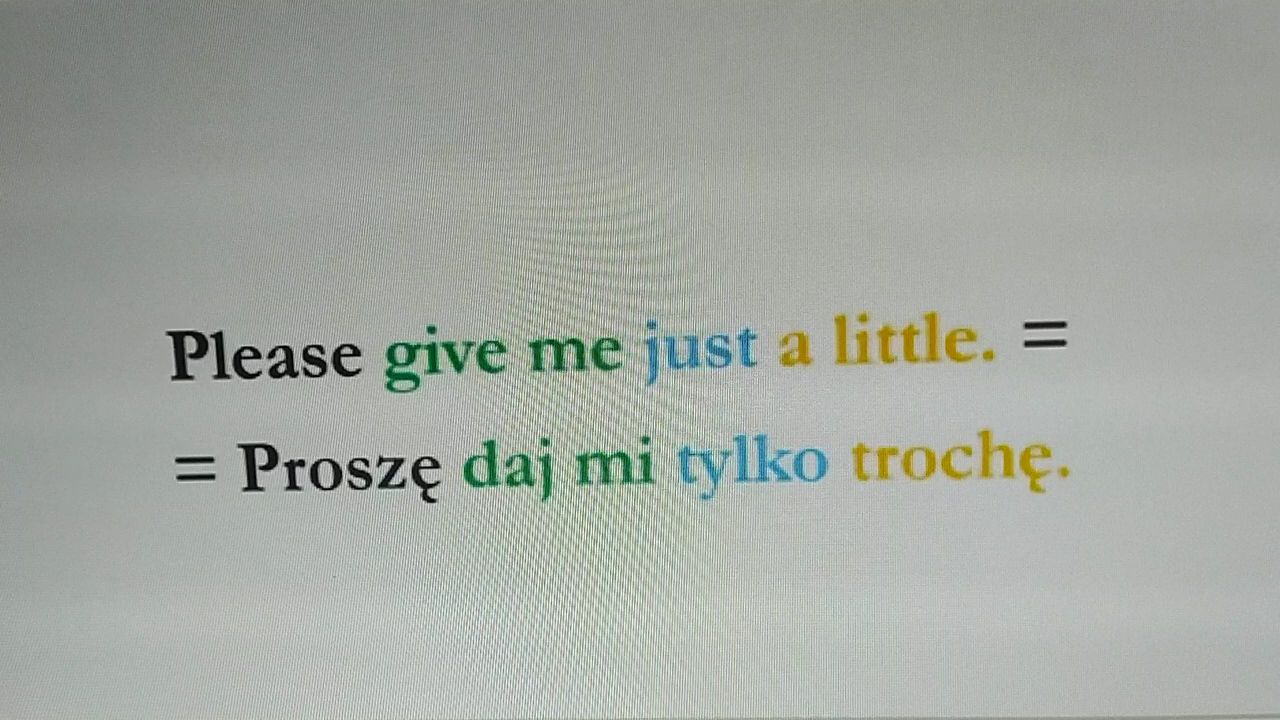 Please give me just a little. =
= Proszę daj mi tylko trochę.